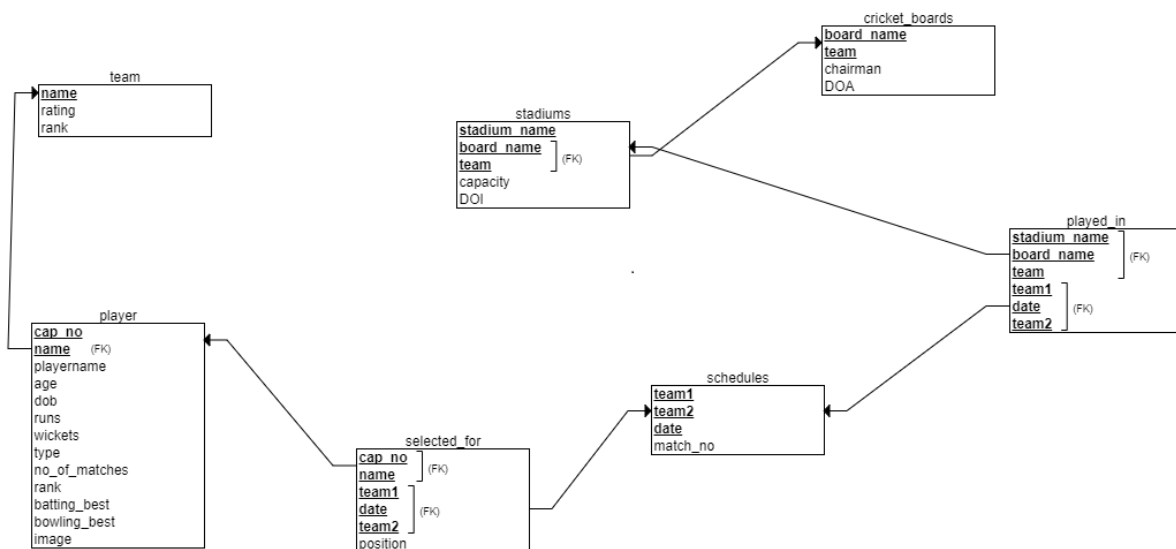 cricket_boards
board_name
team
chairman
DOA
team
name
rating
rank
stadiums
stadium_name
board_name
team
(FK)
capacity
DOI
played_in
stadium_name
board_name
team
(FK)
team1
date
team2
(FK)
player
cap_no
name (FK)
playername
age
dob
runs
wickets
type
no_of_matches
rank
batting_best
bowling_best
image
schedules
team1
team2
date
match_no
selected_for
cap_no
name
(FK)
team1
date
team2
(FK)
position